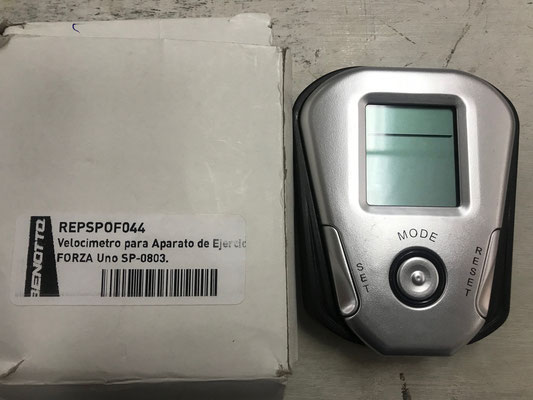 BENOTTO
REPSPOF044
Velocimetro para Aparato de Ejercic
FORZA Uno SP-0803.
MODE
SET
RESET